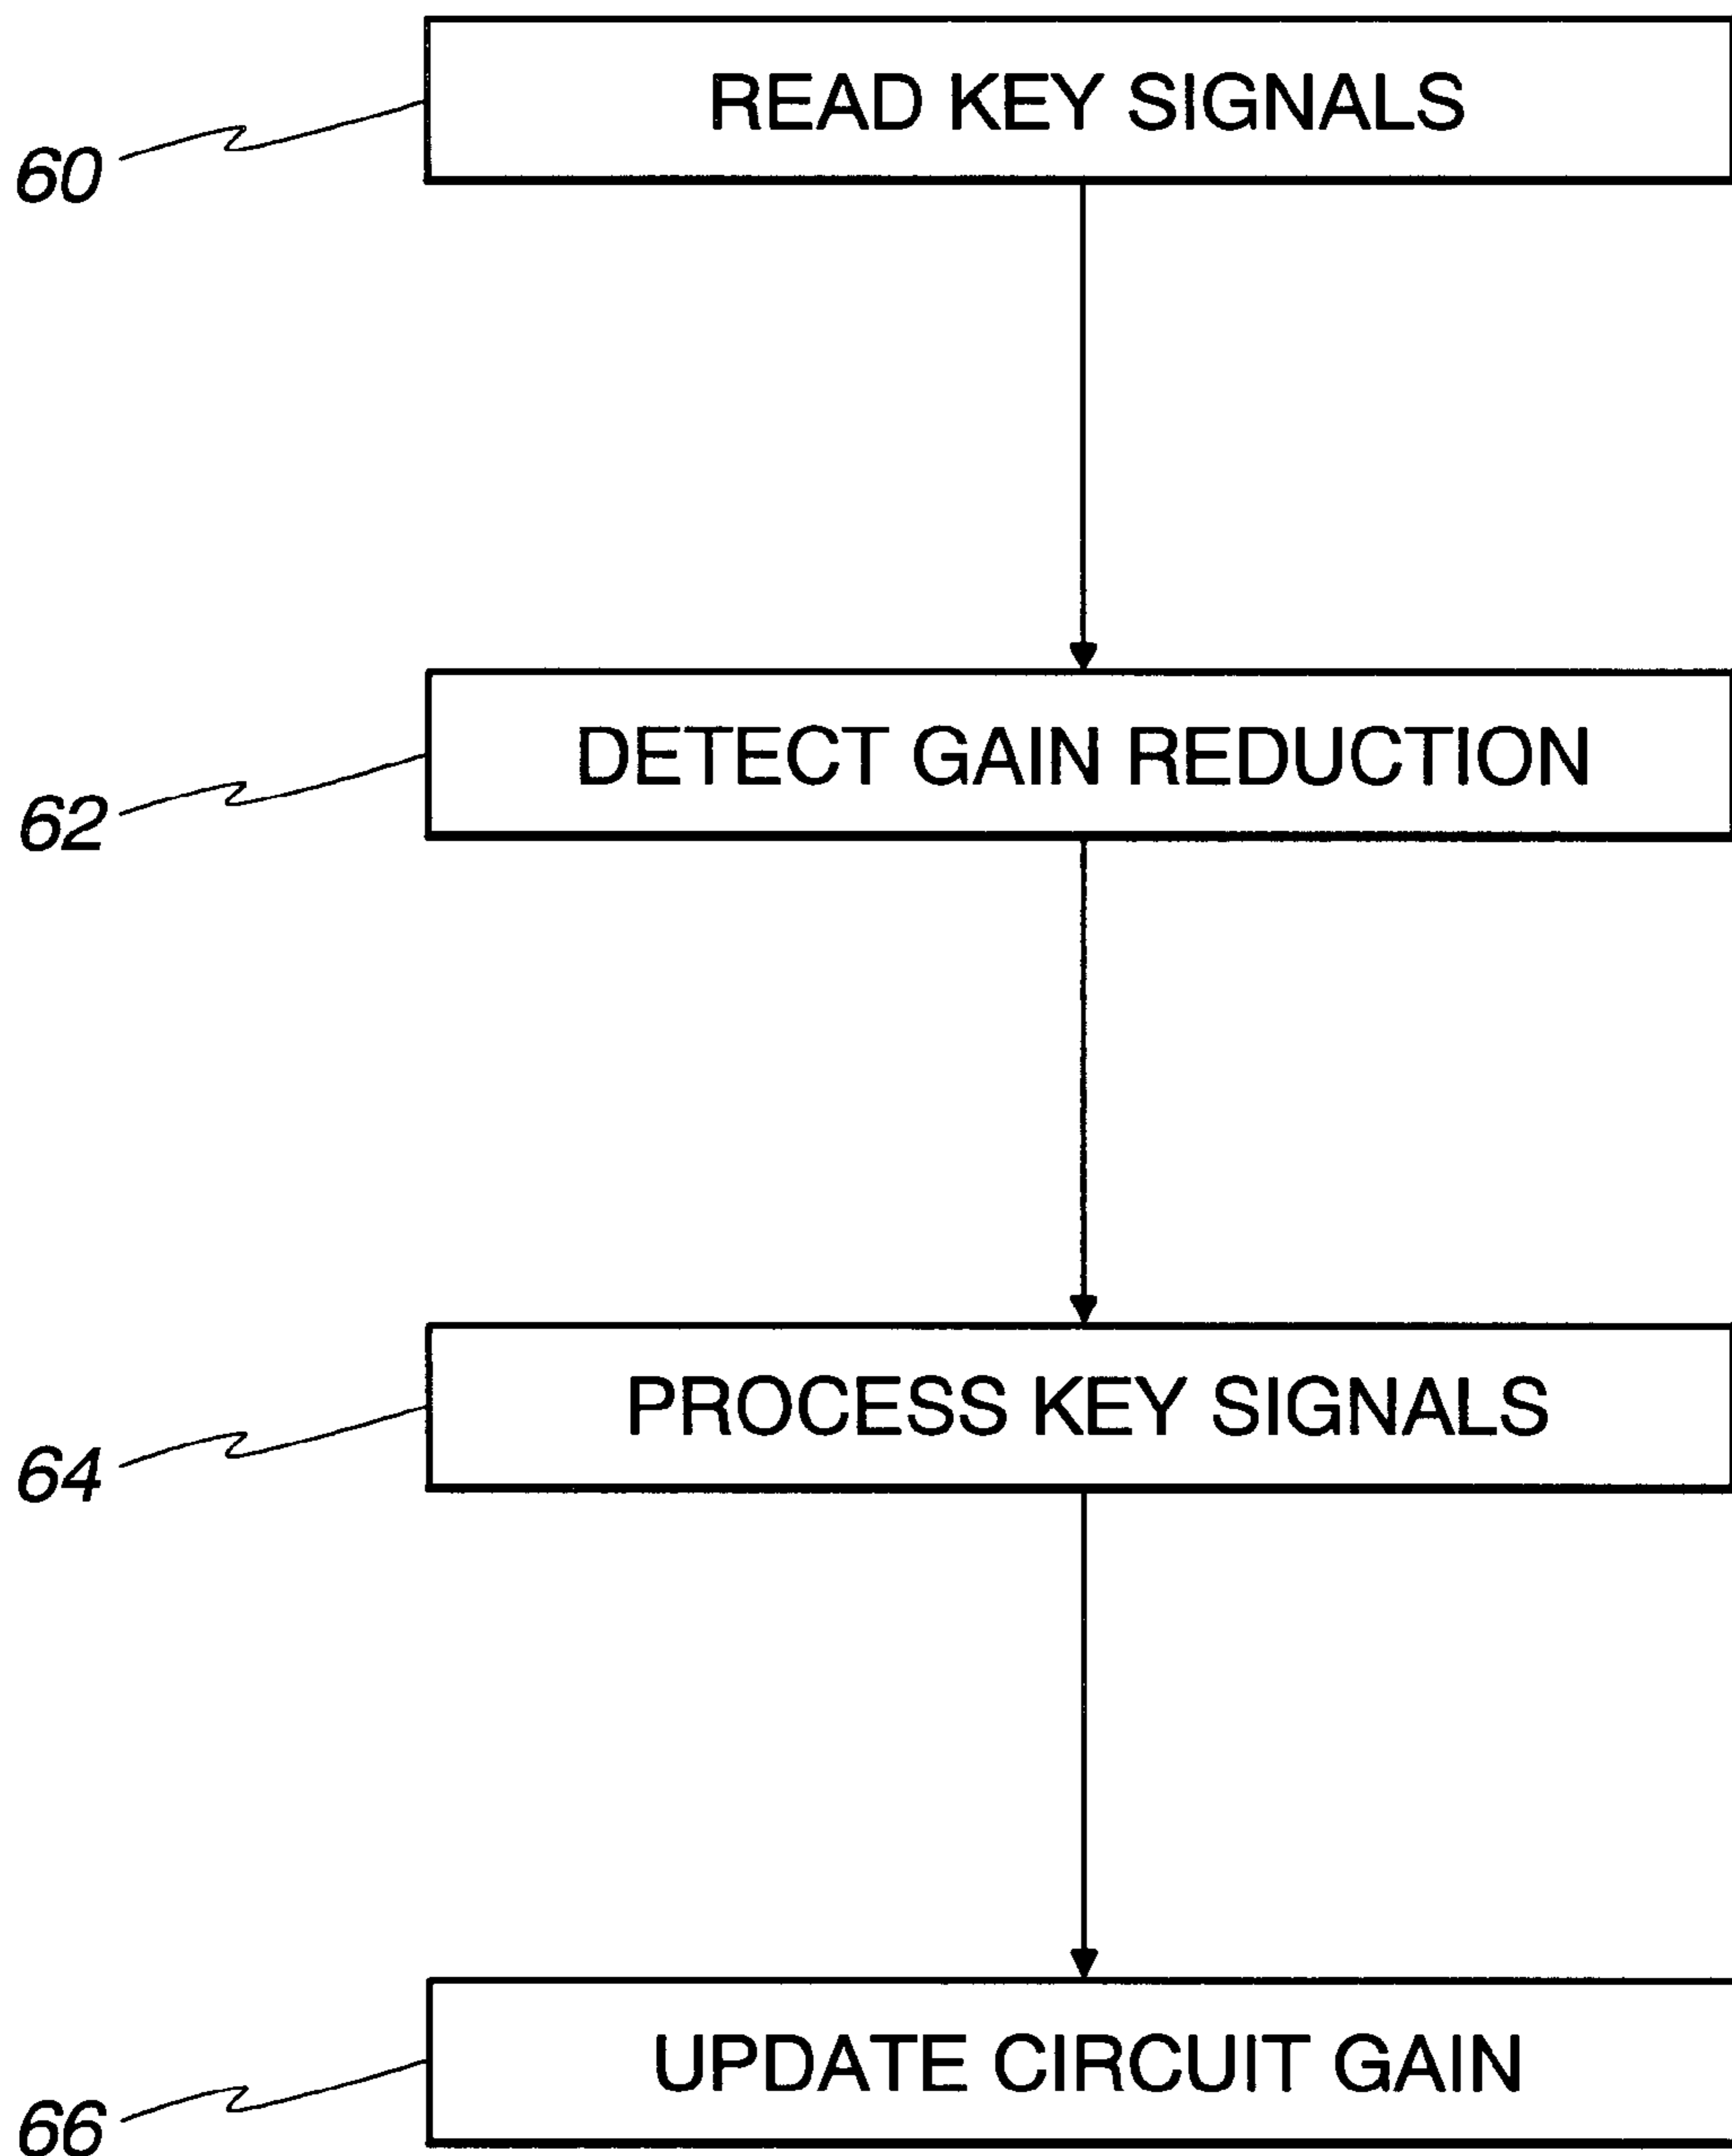 READ KEY SIGNALS
60
DETECT GAIN REDUCTION
62
PROCESS KEY SIGNALS
64
UPDATE CIRCUIT GAIN
66